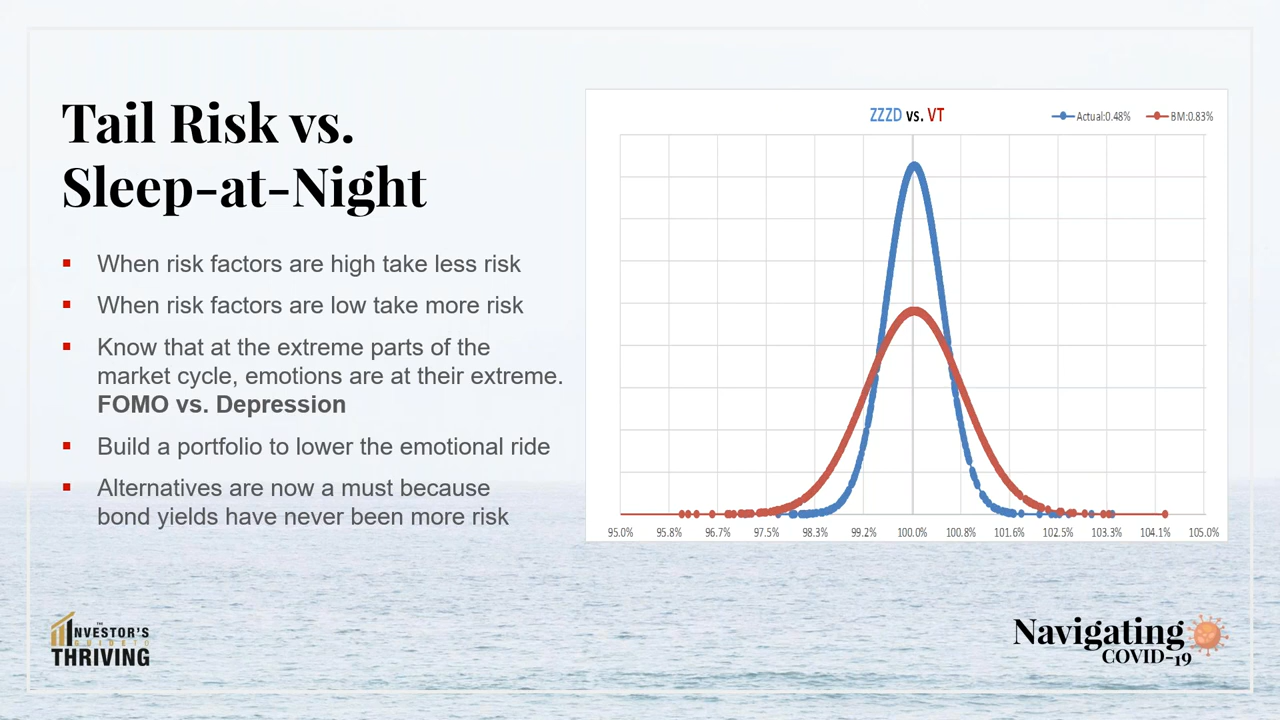 Tail Risk vs.
Sleep-at-Night
When risk factors are high take less risk
When risk factors are low take more risk
Know that at the extreme parts of the
market cycle, emotions are at their extreme.
FOMO vs. Depression
Build a portfolio to lower the emotional ride
Alternatives are now a must because
bond yields have never been more risk
ZZZD vs. VT
Actual:0.48% BM:0.83%
95.0% 95.8% 96.7% 97.5% 98.3% 99.2% 100.0% 100.8% 101.6% 102.5% 103.3% 104.1% 105.0%
THE
INVESTOR'S
GUIDE TO
THRIVING
Navigating
COVID-19